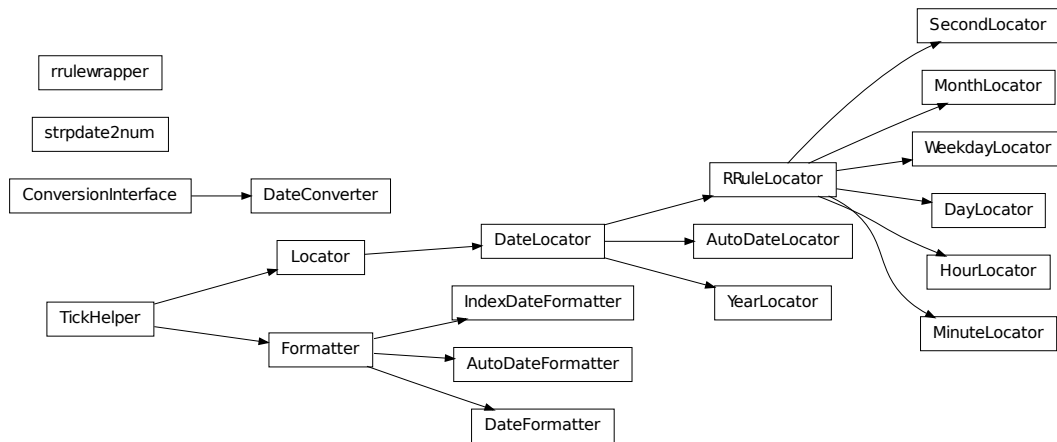 SecondLocator
rrulewrapper
MonthLocator
strpdate2num
WeekdayLocator
RRuleLocator
ConversionInterface
DateConverter
DayLocator
DateLocator
AutoDateLocator
Locator
HourLocator
IndexDateFormatter
YearLocator
TickHelper
MinuteLocator
Formatter
AutoDateFormatter
DateFormatter